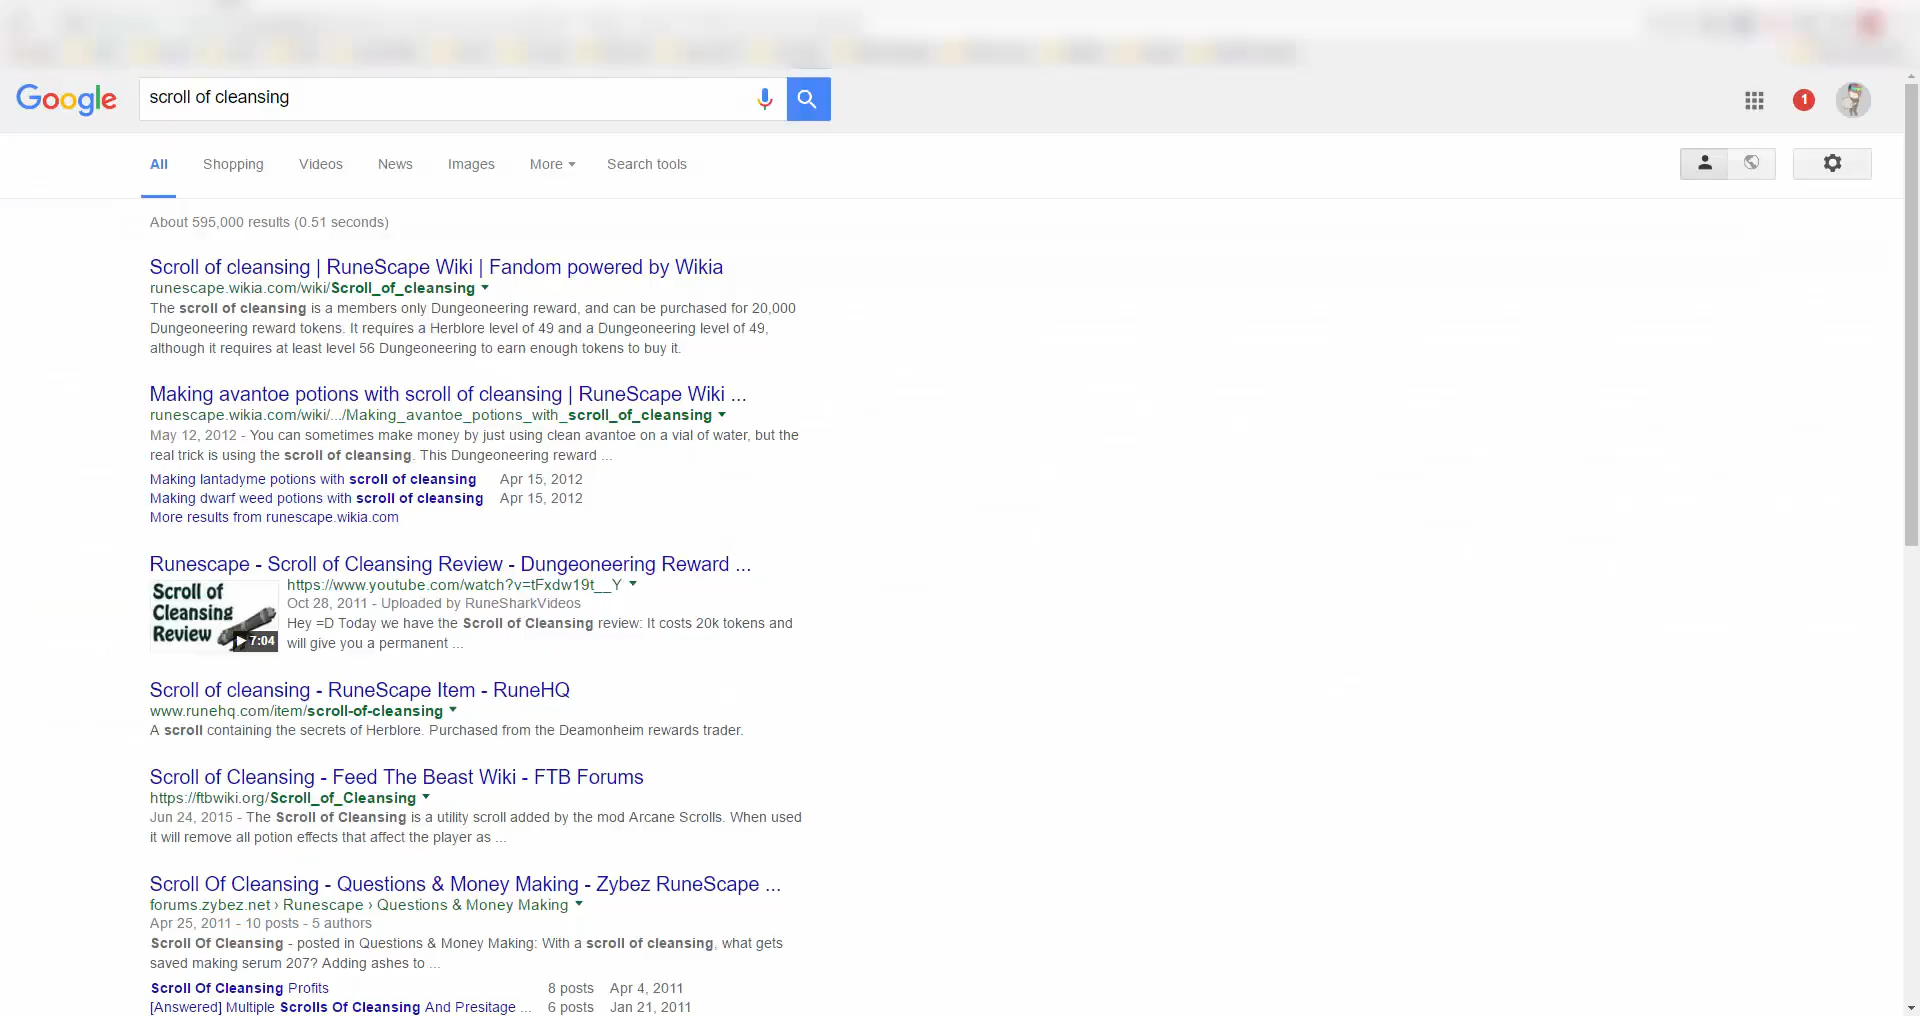 Google
scroll of cleansing
1
All Shopping Videos News Images More Search tools
About 595,000 results (0.51 seconds)
Scroll of cleansing | RuneScape Wiki | Fandom powered by Wikia
runescape.wikia.com/wiki/Scroll_of_cleansing
The scroll of cleansing is a members only Dungeoneering reward, and can be purchased for 20,000
Dungeoneering reward tokens. It requires a Herblore level of 49 and a Dungeoneering level of 49,
although it requires at least level 56 Dungeoneering to earn enough tokens to buy it.
Making avantoe potions with scroll of cleansing | RuneScape Wiki ...
runescape.wikia.com/wiki/.../Making_avantoe_potions_with_scroll_of_cleansing
May 12, 2012 - You can sometimes make money by just using clean avantoe on a vial of water, but the
real trick is using the scroll of cleansing. This Dungeoneering reward ...
Making lantadyme potions with scroll of cleansing Apr 15, 2012
Making dwarf weed potions with scroll of cleansing Apr 15, 2012
More results from runescape.wikia.com
Runescape - Scroll of Cleansing Review - Dungeoneering Reward ...
Scroll of
Cleansing
Review
7:04
https://www.youtube.com/watch?v=tFxdw19t__Y
Oct 28, 2011 - Uploaded by RuneSharkVideos
Hey =D Today we have the Scroll of Cleansing review: It costs 20k tokens and
will give you a permanent ...
Scroll of cleansing - RuneScape Item - RuneHQ
www.runehq.com/item/scroll-of-cleansing
A scroll containing the secrets of Herblore. Purchased from the Deamonheim rewards trader.
Scroll of Cleansing - Feed The Beast Wiki - FTB Forums
https://ftbwiki.org/Scroll_of_Cleansing
Jun 24, 2015 - The Scroll of Cleansing is a utility scroll added by the mod Arcane Scrolls. When used
it will remove all potion effects that affect the player as ...
Scroll Of Cleansing - Questions & Money Making - Zybez RuneScape ...
forums.zybez.net › Runescape › Questions & Money Making
Apr 25, 2011 - 10 posts - 5 authors
Scroll Of Cleansing - posted in Questions & Money Making: With a scroll of cleansing, what gets
saved making serum 207? Adding ashes to ...
Scroll Of Cleansing Profits 8 posts Apr 4, 2011
[Answered] Multiple Scrolls Of Cleansing And Presitage ... 6 posts Jan 21, 2011